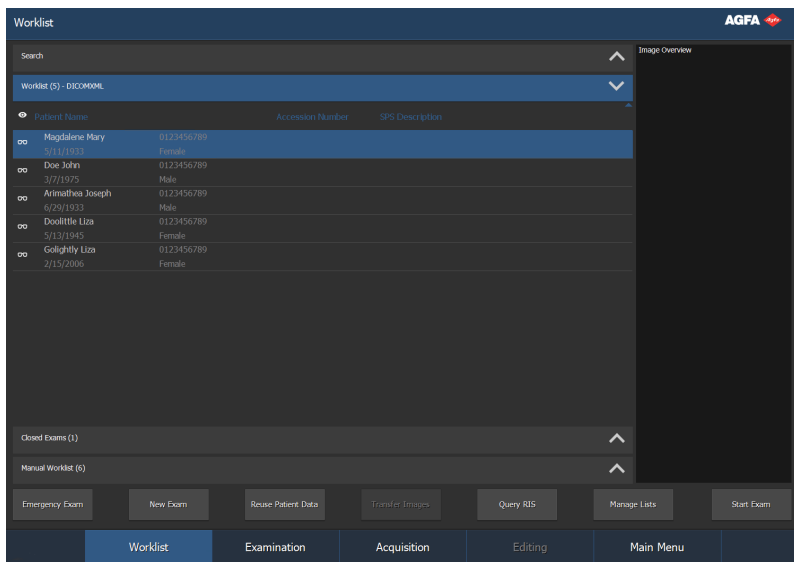 Worklist
AGFA
Search
Image Overview
Worklist (5) - DICOMXML
Patient Name Accession Number SPS Description
Magdalene Mary 0123456789
5/11/1933 Female
Doe John 0123456789
3/7/1975 Male
Arimathea Joseph 0123456789
6/29/1933 Male
Doolittle Liza 0123456789
5/13/1945 Female
Golightly Liza 0123456789
2/15/2006 Female
Closed Exams (1)
Manual Worklist (6)
Emergency Exam New Exam Reuse Patient Data Transfer Images Query RIS Manage Lists Start Exam
Worklist Examination Acquisition Editing Main Menu